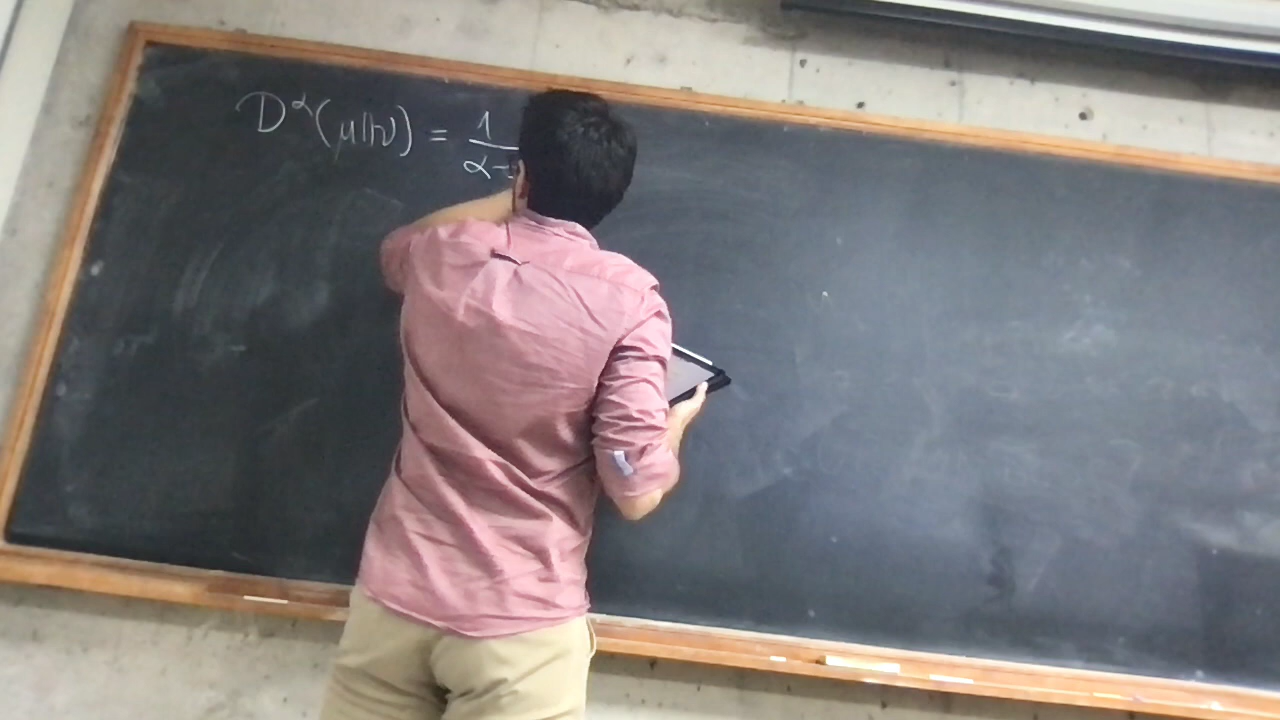 D^α(μ||ν) = 1/α-